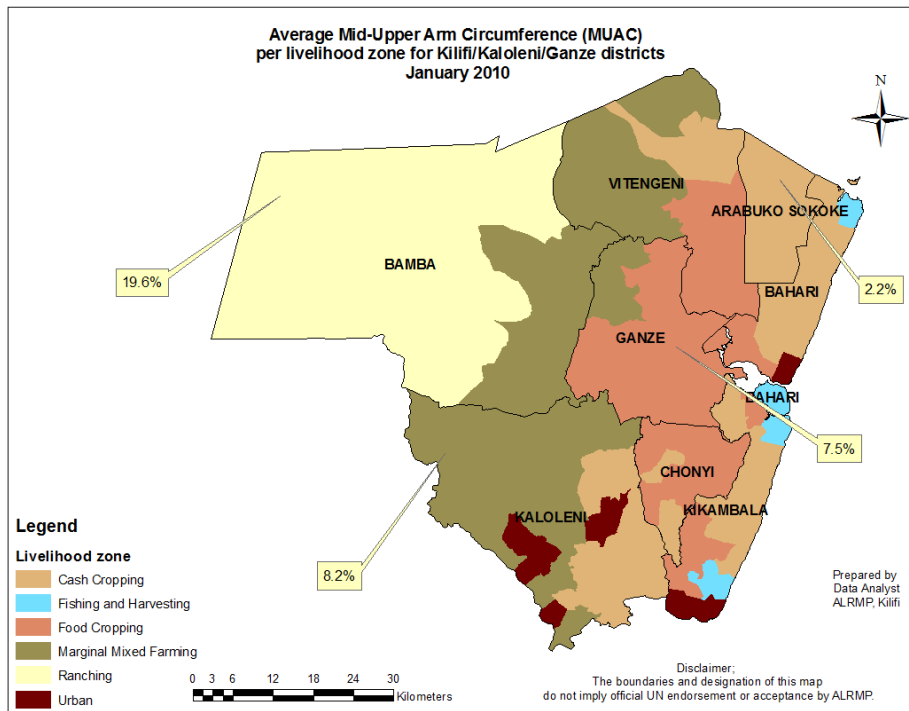 Average Mid-Upper Arm Circumference (MUAC)
per livelihood zone for Kilifi/Kaloleni/Ganze districts
January 2010
N
VITENGENI
ARABUKO SOKOKE
19.6%
BAMBA
2.2%
BAHARI
GANZE
BAHARI
7.5%
CHONYI
KIKAMBALA
KALOLENI
8.2%
Legend
Livelihood zone
Cash Cropping
Fishing and Harvesting
Food Cropping
Marginal Mixed Farming
Ranching
Urban
0 3 6 12 18 24 30
Kilometers
Prepared by
Data Analyst
ALRMP, Kilifi
Disclaimer;
The boundaries and designation of this map
do not imply official UN endorsement or acceptance by ALRMP.